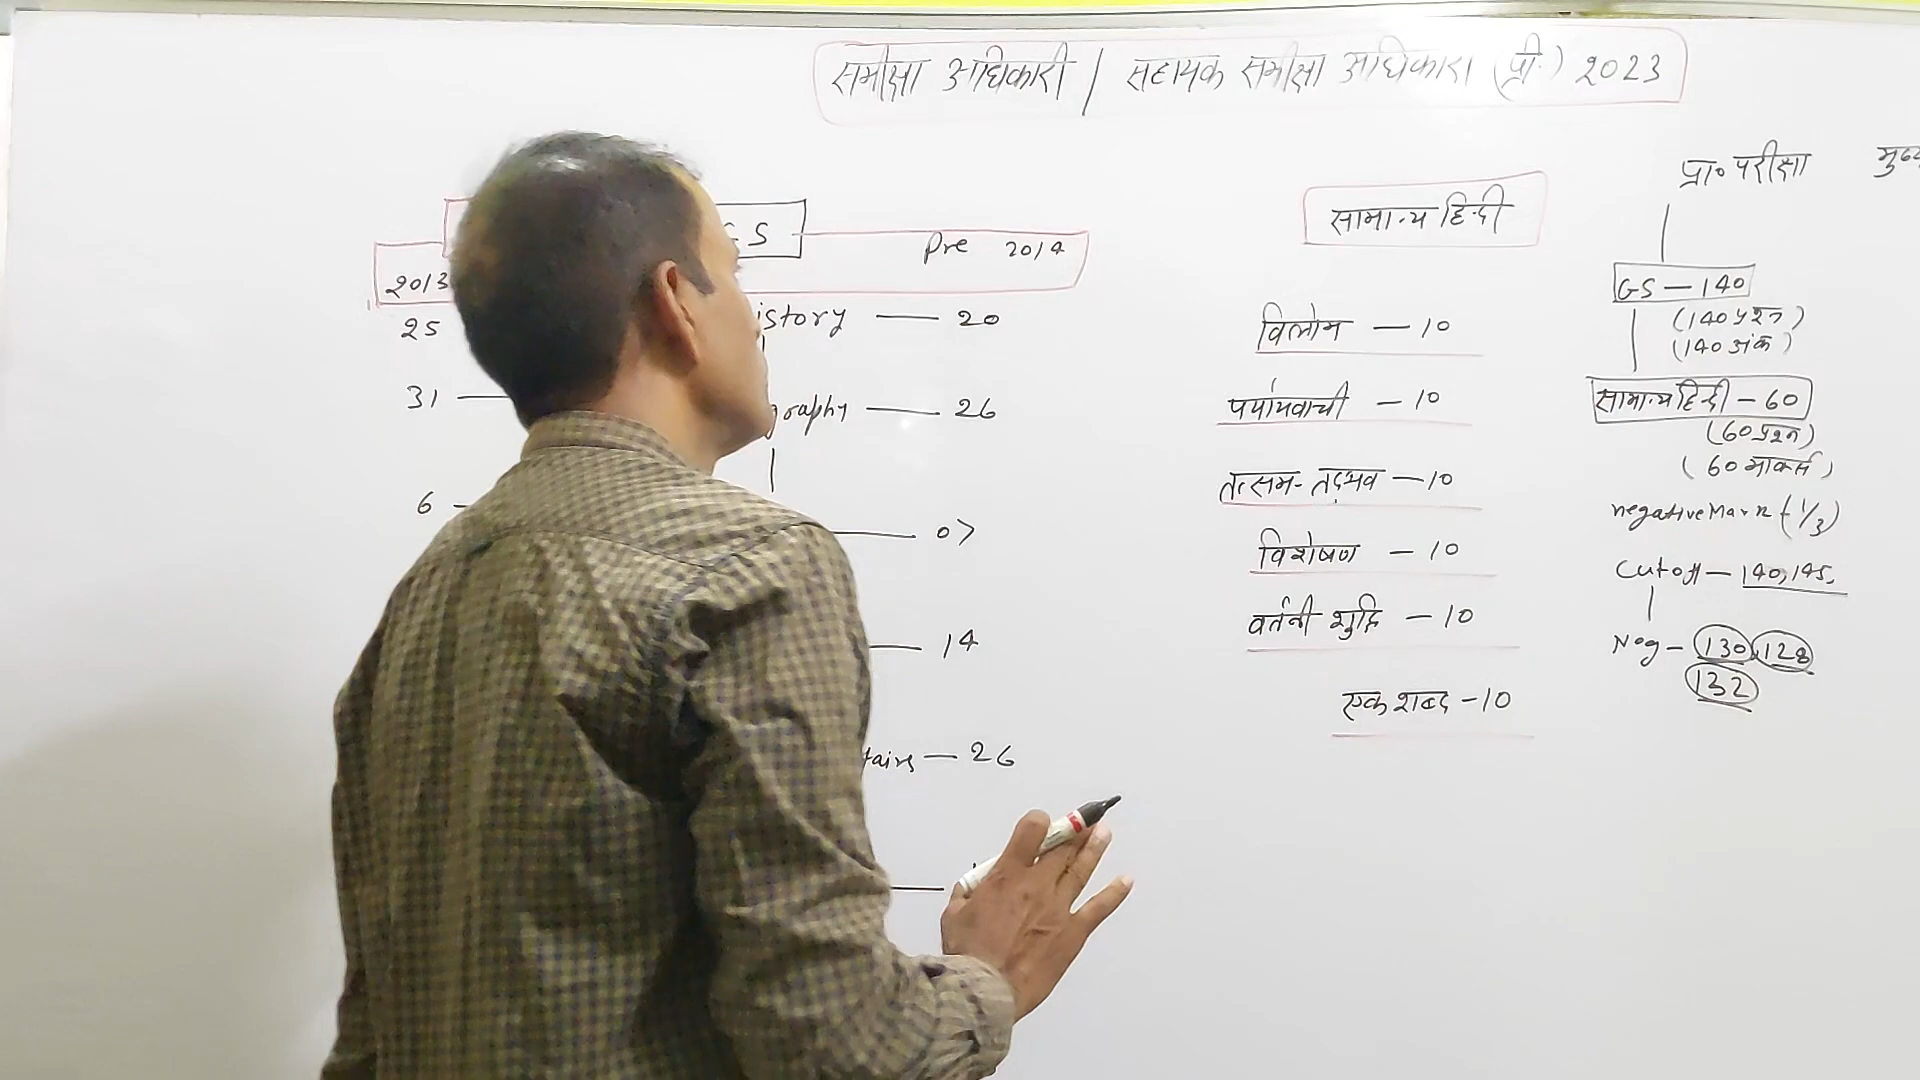 समीक्षा अधिकारी / सहायक समीक्षा अधिकारी (प्री.) 2023
GS
2013
Pre 2014
25
istory — 20
31 —
graphy — 26
6 —
— 07
— 14
fairs — 26
सामान्य हिन्दी
विलोम — 10
पर्यायवाची — 10
तत्सम - तद्भव — 10
विशेषण — 10
वर्तनी शुद्धि — 10
एक शब्द - 10
प्रा० परीक्षा
GS — 140
(140 प्रश्न)
(140 अंक)
सामान्य हिन्दी - 60
(60 प्रश्न)
(60 मार्क्स)
negative Mark (-1/3)
Cutoff — 140, 145,
Neg - 130, 128
132